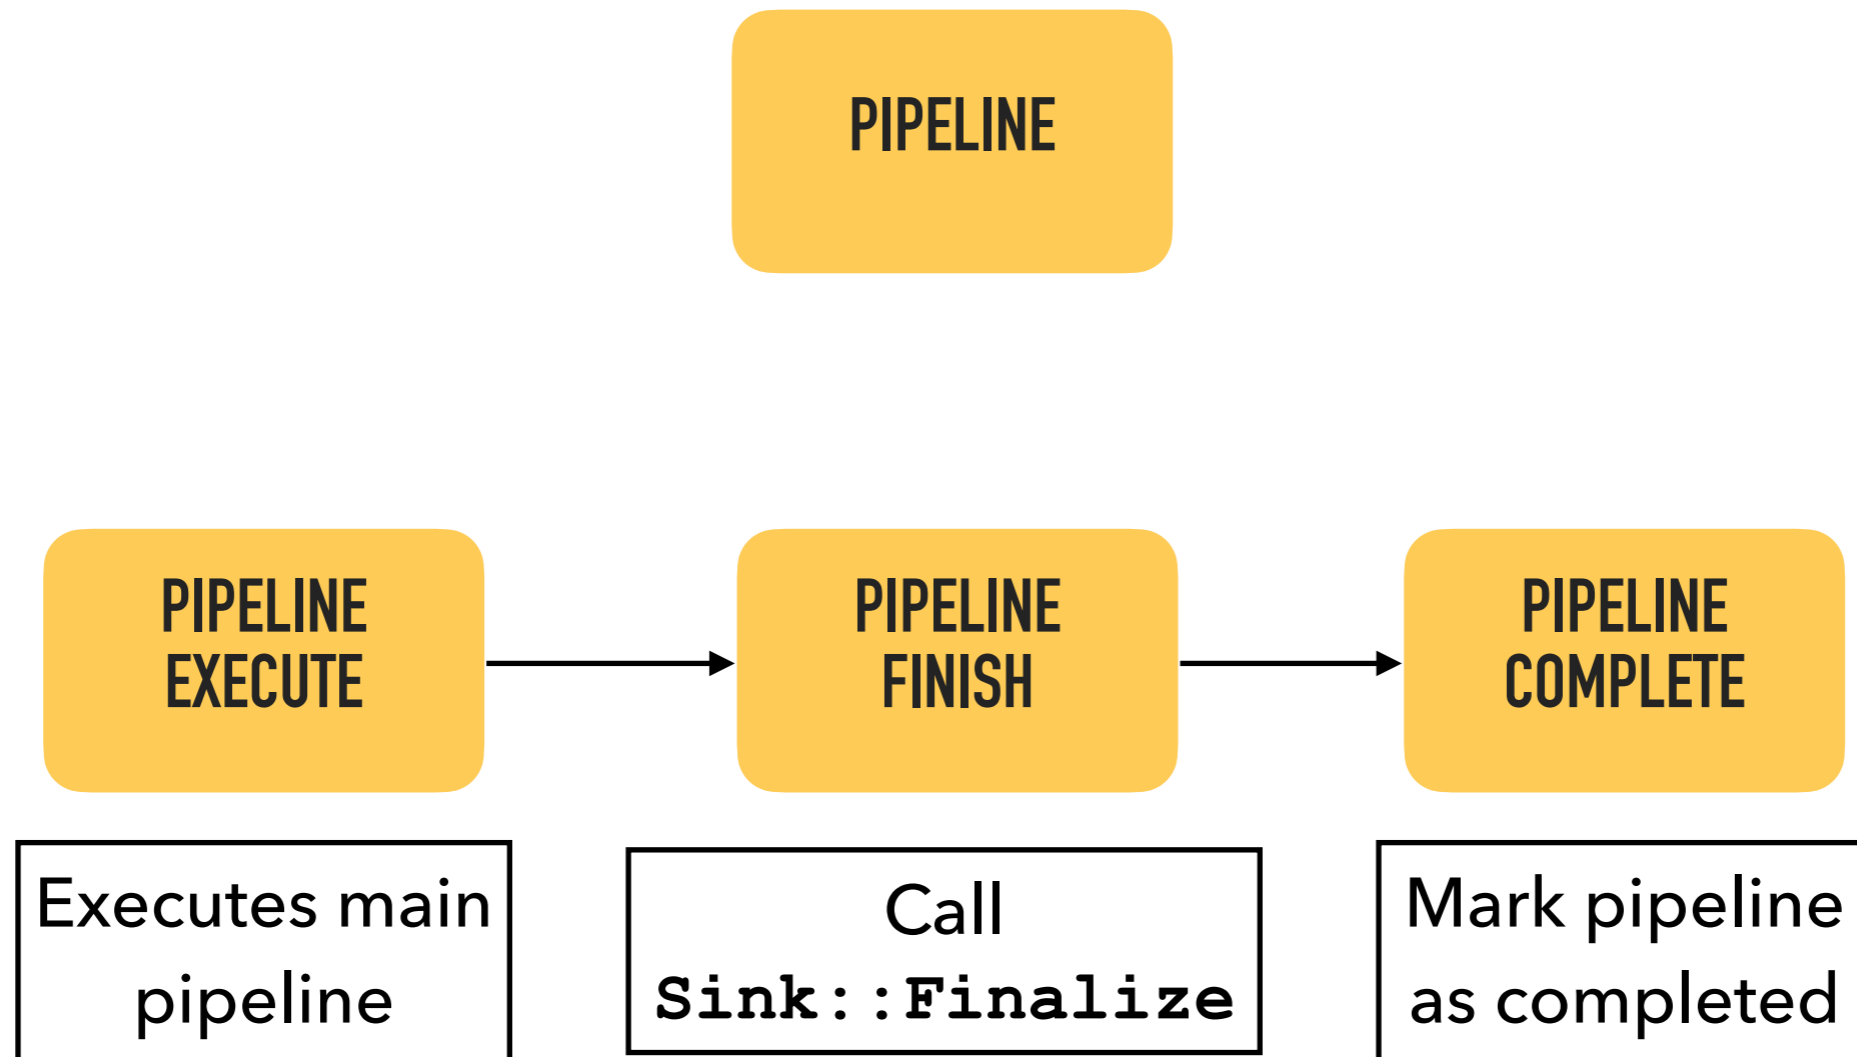 PIPELINE
PIPELINE
EXECUTE
PIPELINE
FINISH
PIPELINE
COMPLETE
Executes main
pipeline
Call
Sink::Finalize
Mark pipeline
as completed